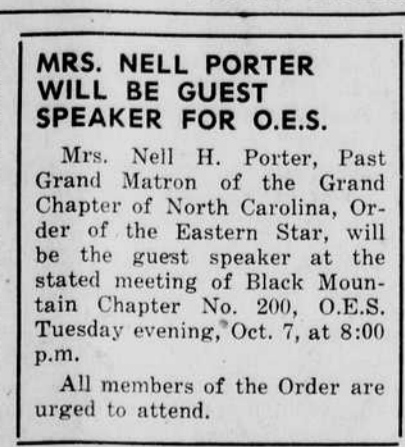 MRS. NELL PORTER
WILL BE GUEST
SPEAKER FOR O.E.S.
Mrs. Nell H. Porter, Past
Grand Matron of the Grand
Chapter of North Carolina, Or-
der of the Eastern Star, will
be the guest speaker at the
stated meeting of Black Moun-
tain Chapter No. 200, O.E.S.
Tuesday evening, Oct. 7, at 8:00
p.m.
All members of the Order are
urged to attend.